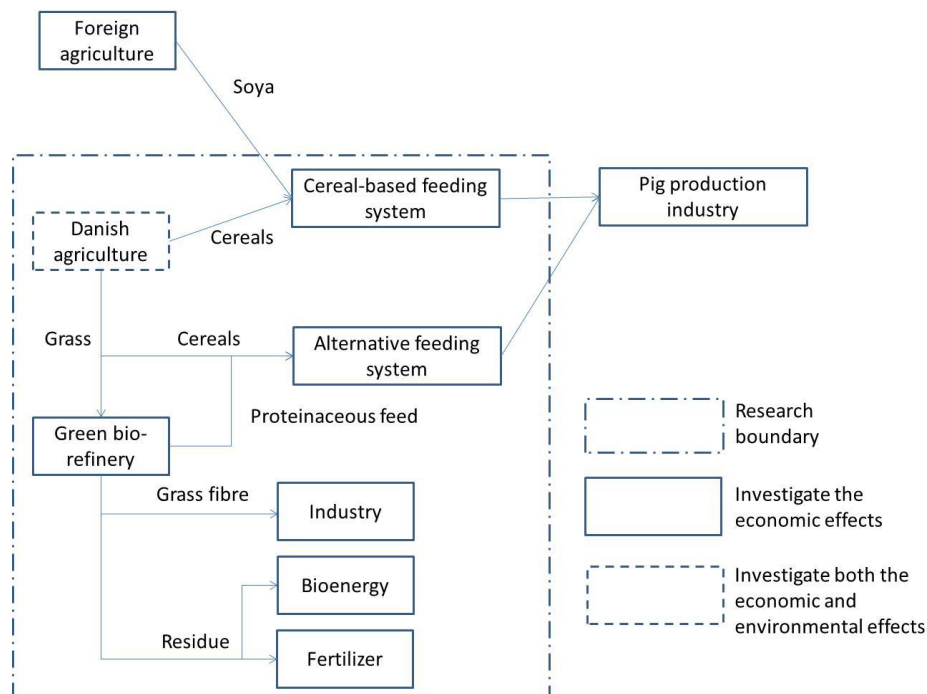 Foreign
agriculture
Soya
Cereal-based feeding
system
Pig production
industry
Danish
agriculture
Cereals
Grass
Cereals
Alternative feeding
system
Proteinaceous feed
Green bio-
refinery
Grass fibre
Industry
Bioenergy
Residue
Fertilizer
Research
boundary
Investigate the
economic effects
Investigate both the
economic and
environmental effects